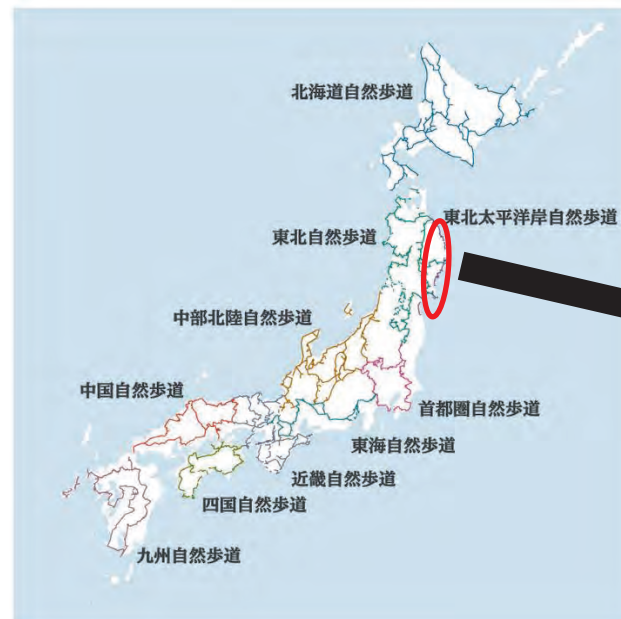 北海道自然歩道
東北太平洋岸自然歩道
東北自然歩道
中部北陸自然歩道
中国自然歩道
首都圏自然歩道
東海自然歩道
近畿自然歩道
四国自然歩道
九州自然歩道